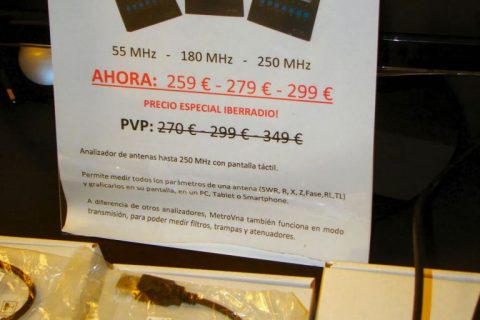 55 MHz - 180 MHz - 250 MHz
AHORA: 259 € - 279 € - 299 €
PRECIO ESPECIAL IBERRADIO!
PVP: 270 € - 299 € - 349 €
Analizador de antenas hasta 250 MHz con pantalla táctil.
Permite medir todos los parámetros de una antena (SWR, R, X, Z,Fase,RL,TL)
y graficarlos en su pantalla, en un PC, Tablet o Smartphone.
A diferencia de otros analizadores, MetroVna también funciona en modo
transmisión, para poder medir filtros, trampas y atenuadores.